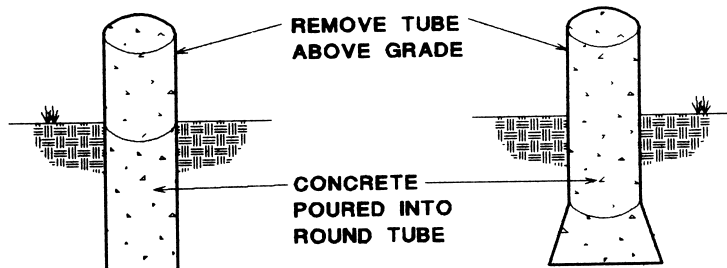 REMOVE TUBE
ABOVE GRADE
CONCRETE
POURED INTO
ROUND TUBE